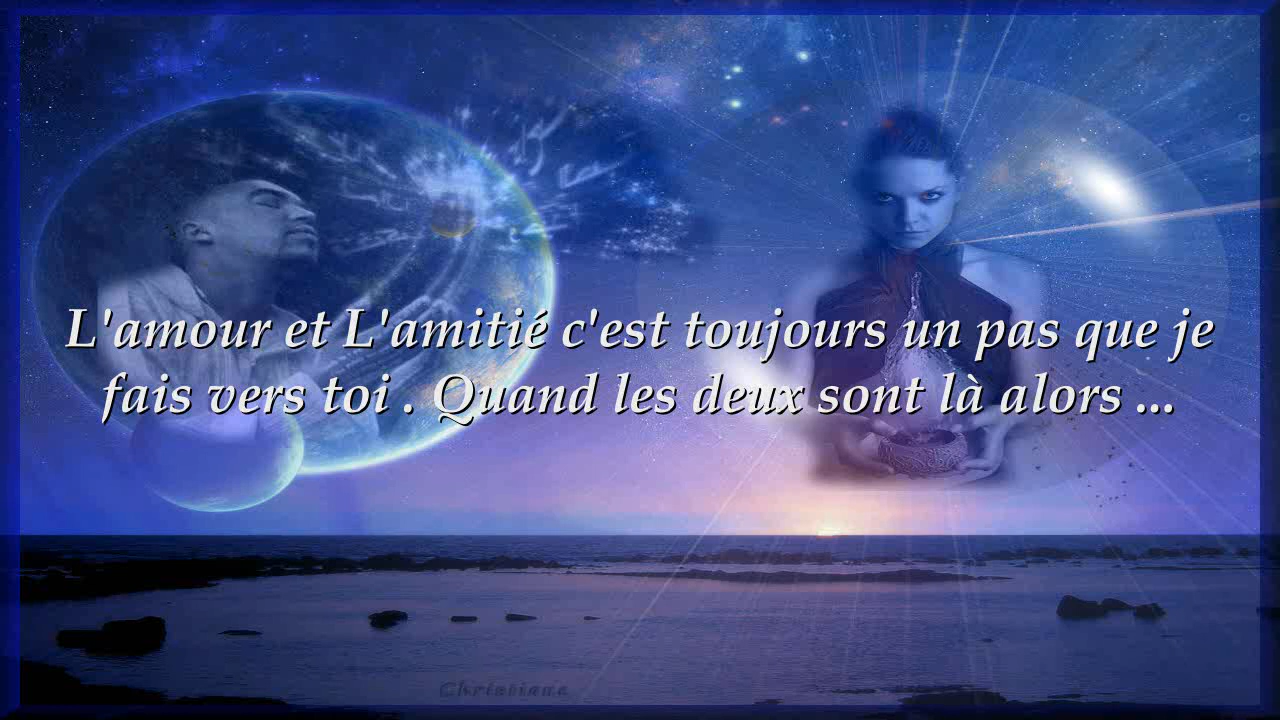 L'amour et L'amitié c'est toujours un pas que je
fais vers toi . Quand les deux sont là alors ...
Christiane